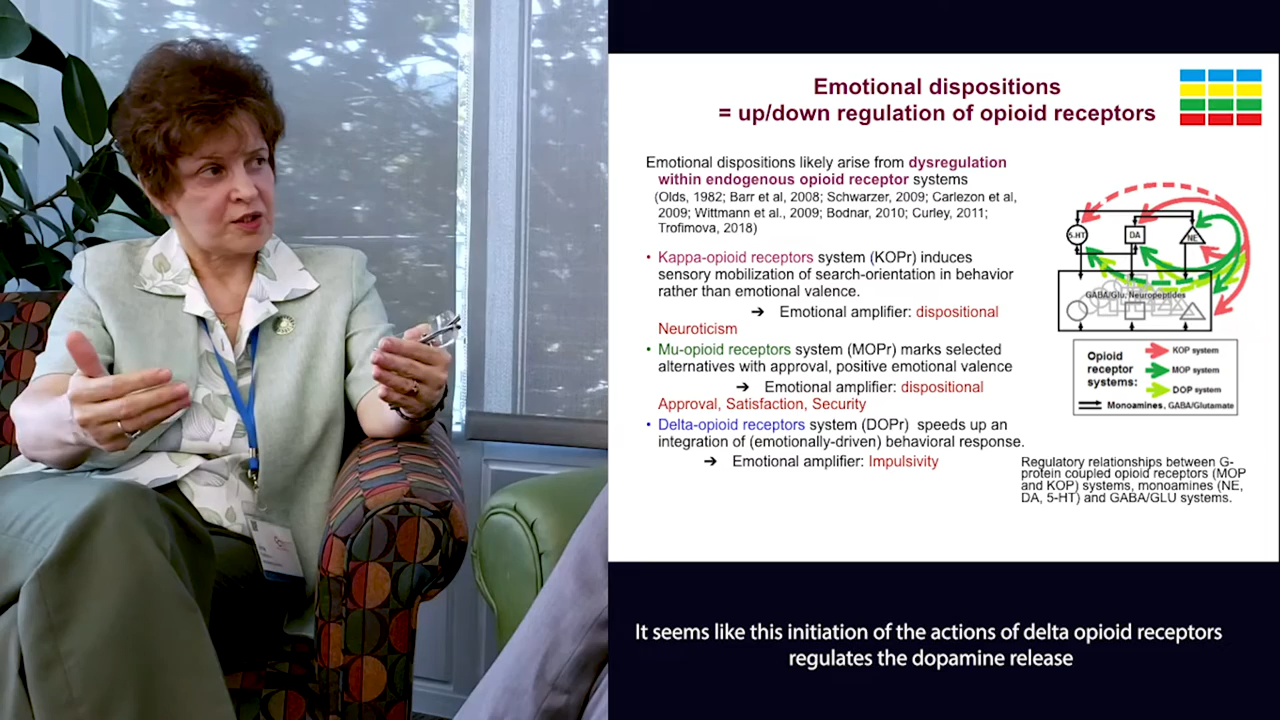 Emotional dispositions
= up/down regulation of opioid receptors
Emotional dispositions likely arise from dysregulation
within endogenous opioid receptor systems
(Olds, 1982; Barr et al, 2008; Schwarzer, 2009; Carlezon et al,
2009; Wittmann et al., 2009; Bodnar, 2010; Curley, 2011;
Trofimova, 2018)
• Kappa-opioid receptors system (KOPr) induces
sensory mobilization of search-orientation in behavior
rather than emotional valence.
➔ Emotional amplifier: dispositional
Neuroticism
• Mu-opioid receptors system (MOPr) marks selected
alternatives with approval, positive emotional valence
➔ Emotional amplifier: dispositional
Approval, Satisfaction, Security
• Delta-opioid receptors system (DOPr) speeds up an
integration of (emotionally-driven) behavioral response.
➔ Emotional amplifier: Impulsivity
5-HT DA NE
GABA/Glu, Neuropeptides
Opioid
receptor
systems:
KOP system
MOP system
DOP system
Monoamines, GABA/Glutamate
Regulatory relationships between G-
protein coupled opioid receptors (MOP
and KOP) systems, monoamines (NE,
DA, 5-HT) and GABA/GLU systems.
It seems like this initiation of the actions of delta opioid receptors
regulates the dopamine release